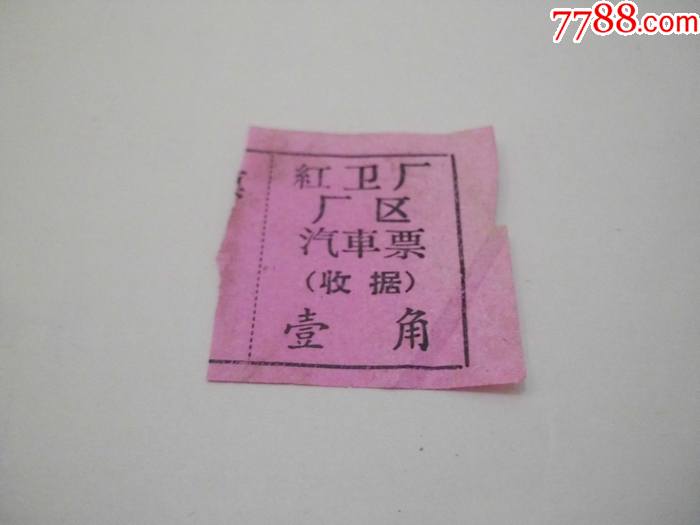 7788.com
紅卫厂
厂区
汽車票
（收据）
壹角